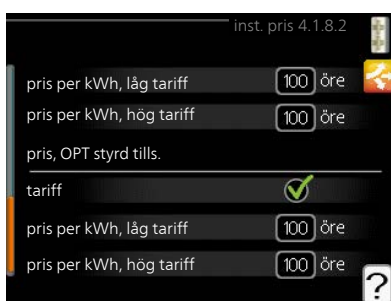 inst. pris 4.1.8.2
pris per kWh, låg tariff 100 öre
pris per kWh, hög tariff 100 öre
pris, OPT styrd tills.
tariff
pris per kWh, låg tariff 100 öre
pris per kWh, hög tariff 100 öre
?